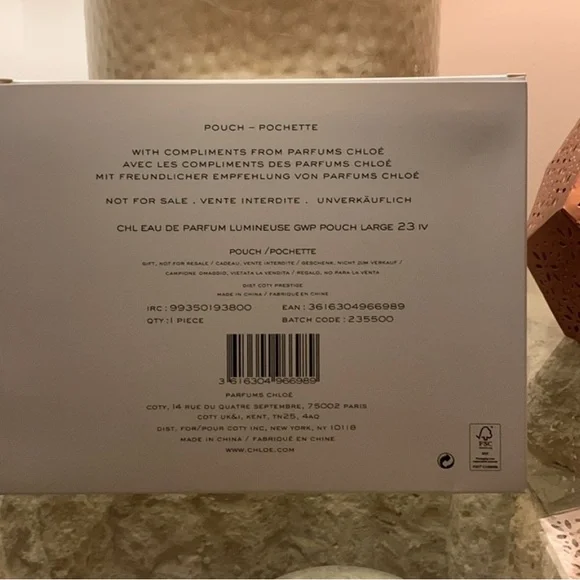 POUCH – POCHETTE
WITH COMPLIMENTS FROM PARFUMS CHLOÉ
AVEC LES COMPLIMENTS DES PARFUMS CHLOÉ
MIT FREUNDLICHER EMPFEHLUNG VON PARFUMS CHLOÉ
NOT FOR SALE . VENTE INTERDITE . UNVERKÄUFLICH
CHL EAU DE PARFUM LUMINEUSE GWP POUCH LARGE 23 IV
POUCH /POCHETTE
GIFT, NOT FOR RESALE / CADEAU, VENTE INTERDITE / GESCHENK, NICHT ZUM VERKAUF /
CAMPIONE OMAGGIO, VIETATA LA VENDITA / REGALO, NO PARA LA VENTA
DIST COTY PRESTIGE
MADE IN CHINA / FABRIQUÉ EN CHINE
IRC : 99350193800 EAN : 3616304966989
QTY : 1 PIECE BATCH CODE : 235500
3 616304 966989
PARFUMS CHLOÉ
COTY, 14 RUE DU QUATRE SEPTEMBRE, 75002 PARIS
COTY UK&I, KENT, TN25, 4AQ
DIST. FOR/POUR COTY INC, NEW YORK, NY 10118
MADE IN CHINA / FABRIQUÉ EN CHINE
WWW.CHLOE.COM
FSC